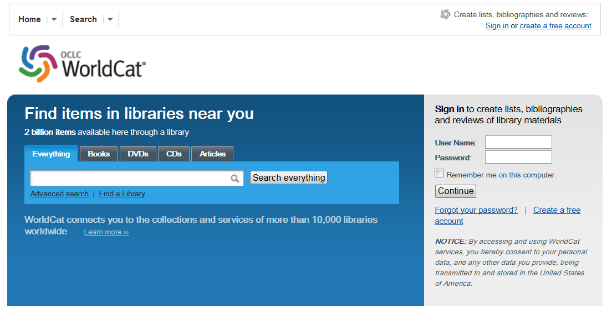 Home
Search
Create lists, bibliographies and reviews:
Sign in or create a free account
OCLC
WorldCat®
Find items in libraries near you
2 billion items available here through a library
Everything
Books
DVDs
CDs
Articles
Search everything
Advanced search | Find a Library
WorldCat connects you to the collections and services of more than 10,000 libraries
worldwide Learn more »
Sign in to create lists, bibliographies
and reviews of library materials
User Name:
Password:
Remember me on this computer.
Continue
Forgot your password? | Create a free
account
NOTICE: By accessing and using WorldCat
services, you hereby consent to your personal
data, and any other data you provide, being
transmitted to and stored in the United States
of America.